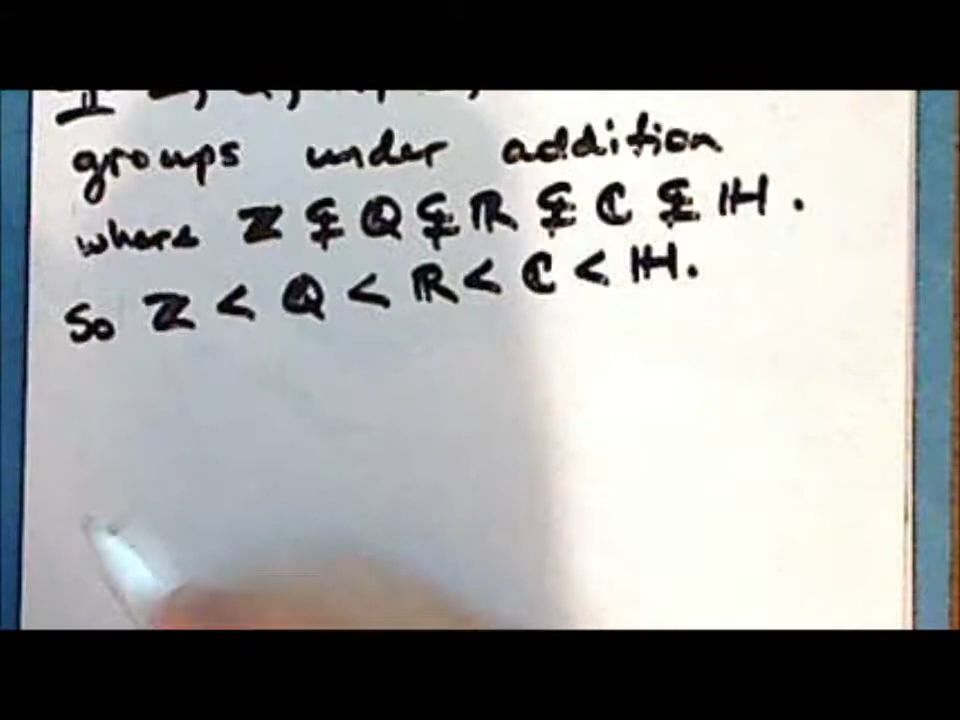 groups under addition
where ℤ ⊊ ℚ ⊊ ℝ ⊊ ℂ ⊊ ℍ.
So ℤ < ℚ < ℝ < ℂ < ℍ.